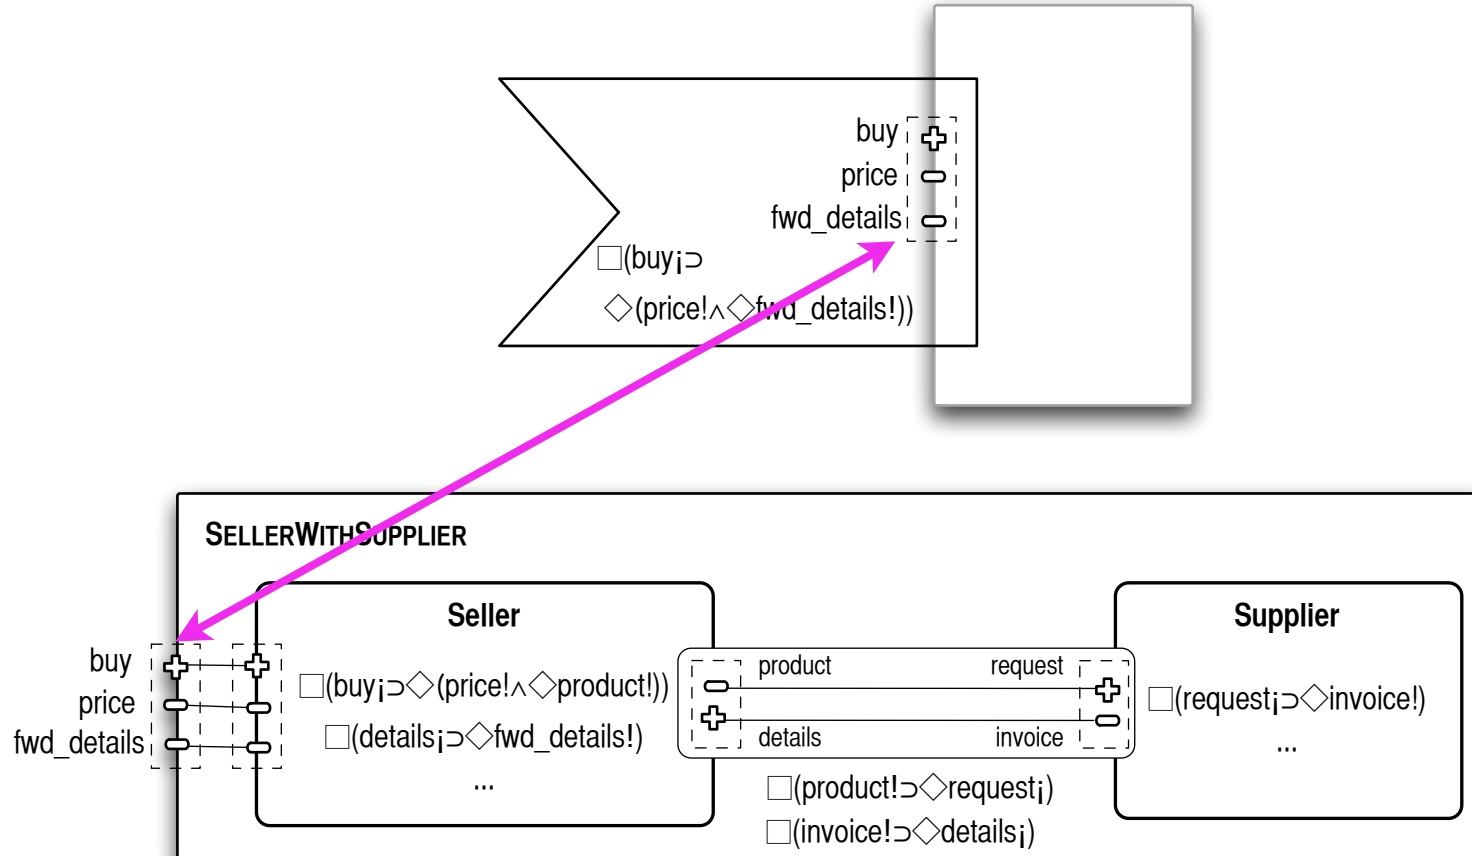 buy
price
fwd_details
□(buy¡⊃
◇(price!∧◇fwd_details!))
SELLERWITHSUPPLIER
Seller
Supplier
buy
price
fwd_details
□(buy¡⊃◇(price!∧◇product!))
□(details¡⊃◇fwd_details!)
...
product
request
details
invoice
□(request¡⊃◇invoice!)
...
□(product!⊃◇request¡)
□(invoice!⊃◇details¡)